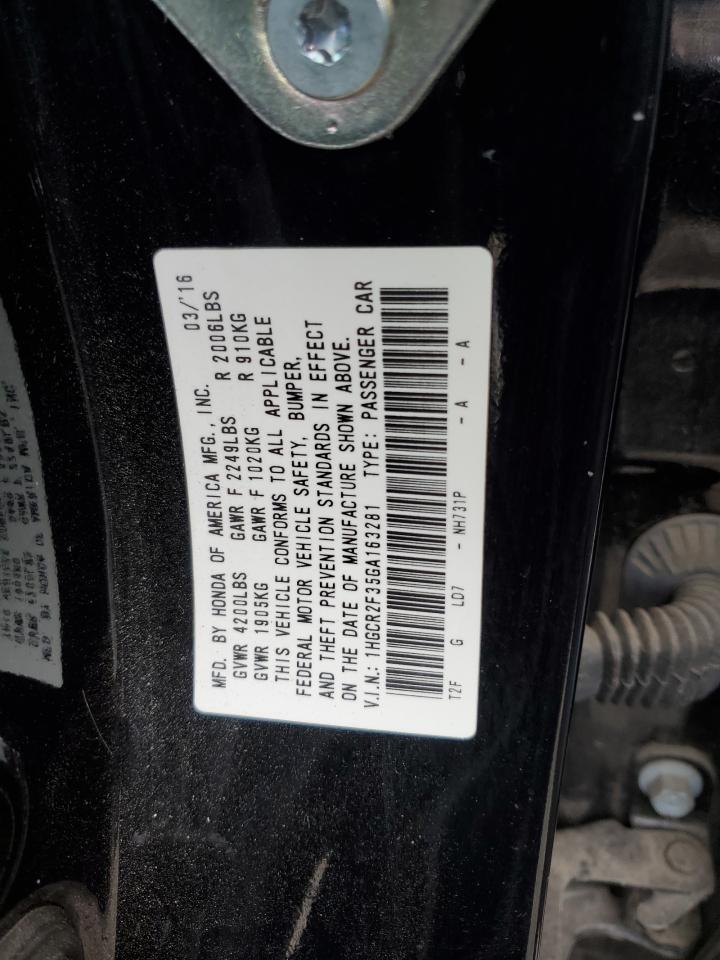 MFD. BY HONDA OF AMERICA MFG., INC. 03/'16
GVWR 4200LBS GAWR F 2249LBS R 2006LBS
GVWR 1905KG GAWR F 1020KG R 910KG
THIS VEHICLE CONFORMS TO ALL APPLICABLE
FEDERAL MOTOR VEHICLE SAFETY, BUMPER,
AND THEFT PREVENTION STANDARDS IN EFFECT
ON THE DATE OF MANUFACTURE SHOWN ABOVE.
V.I.N.: 1HGCR2F35GA163261 TYPE: PASSENGER CAR
T2F G LD7 - NH731P - A - A